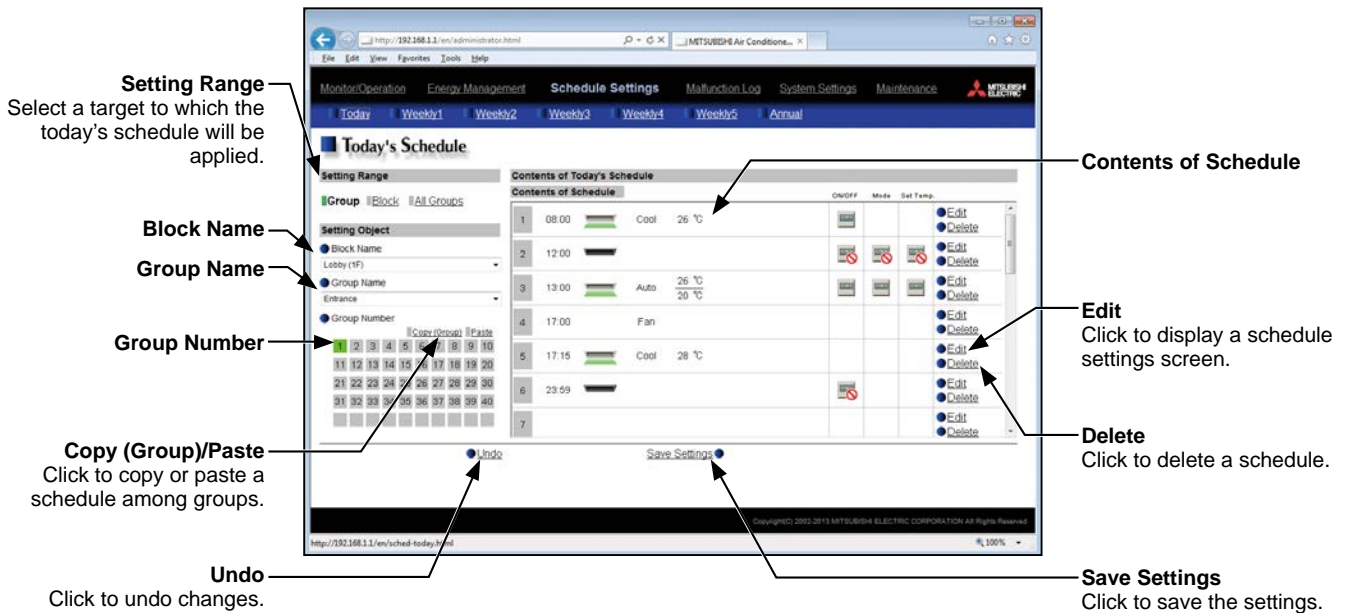 http://192.168.1.1/en/administrator.html
MITSUBISHI Air Conditione...
File Edit View Favorites Tools Help
Monitor/Operation Energy Management Schedule Settings Malfunction Log System Settings Maintenance MITSUBISHI ELECTRIC
Today Weekly1 Weekly2 Weekly3 Weekly4 Weekly5 Annual
Today's Schedule
Setting Range
Select a target to which the
today's schedule will be
applied.
Block Name
Group Name
Group Number
Copy (Group)/Paste
Click to copy or paste a
schedule among groups.
Undo
Click to undo changes.
Setting Range
Group Block All Groups
Setting Object
Block Name
Lobby (1F)
Group Name
Entrance
Group Number
Copy (Group) Paste
1 2 3 4 5 6 7 8 9 10
11 12 13 14 15 16 17 18 19 20
21 22 23 24 25 26 27 28 29 30
31 32 33 34 35 36 37 38 39 40
Contents of Today's Schedule
Contents of Schedule
ON/OFF Mode Set Temp.
1 08:00 Cool 26 °C Edit
Delete
2 12:00 Edit
Delete
3 13:00 Auto 26 °C
20 °C Edit
Delete
4 17:00 Fan Edit
Delete
5 17:15 Cool 28 °C Edit
Delete
6 23:59 Edit
Delete
7 Edit
Delete
Undo
Save Settings
Copyright(C) 2002-2013 MITSUBISHI ELECTRIC CORPORATION All Rights Reserved
http://192.168.1.1/en/sched-today.html
100%
Contents of Schedule
Edit
Click to display a schedule
settings screen.
Delete
Click to delete a schedule.
Save Settings
Click to save the settings.